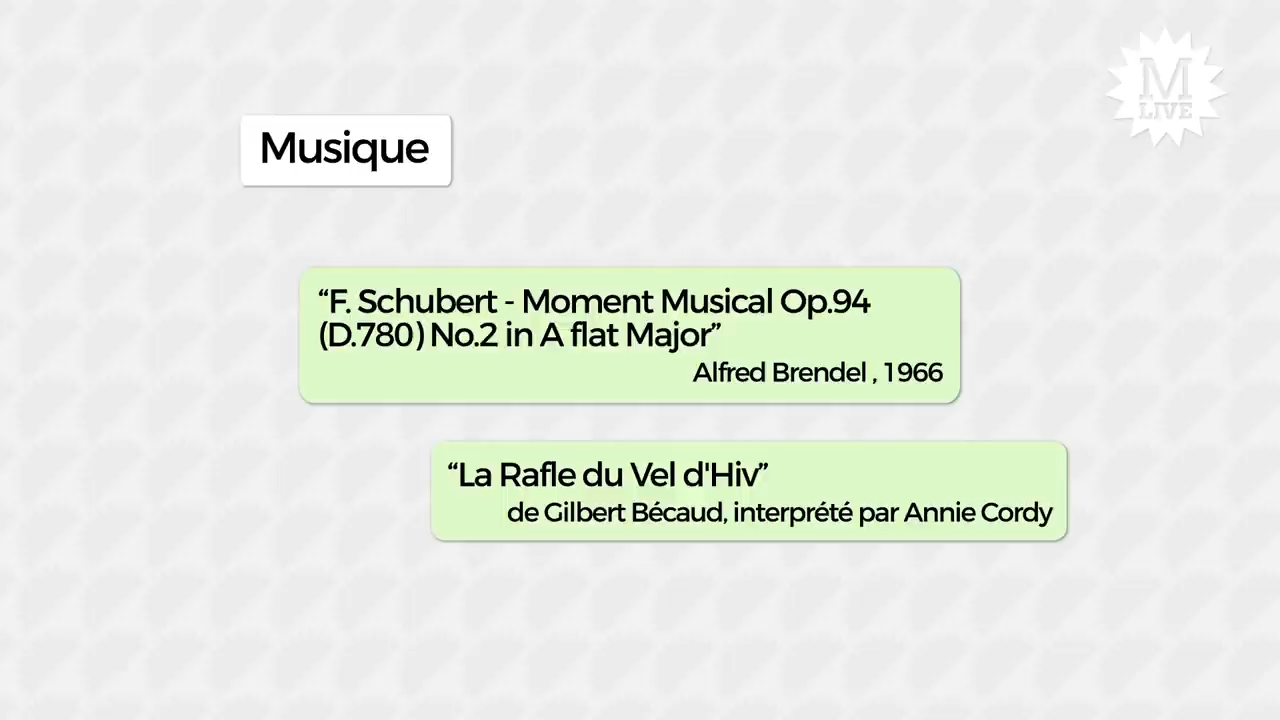 M
LIVE
Musique
“F. Schubert - Moment Musical Op.94
(D.780) No.2 in A flat Major”
Alfred Brendel , 1966
“La Rafle du Vel d'Hiv”
de Gilbert Bécaud, interprété par Annie Cordy